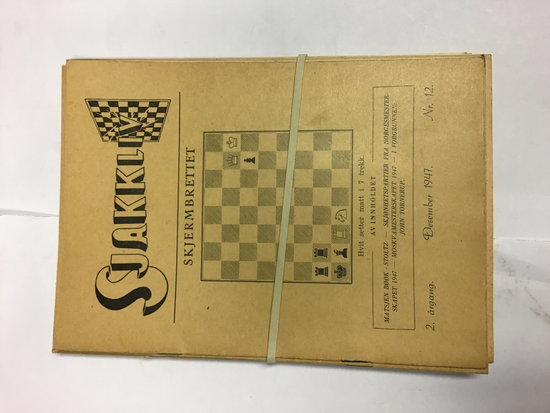 SJAKKLIV
SKJERMBRETTET
Hvit setter matt i 7 trekk.
AV INNHOLDET
MATSJEN BOOK - STOLTZ — SKJØNHETSPARTIER FRA NORGESMESTER-
SKAPET 1947 — MOSKVAMESTERSKAPET 1947 — I FORGRUNNEN:
JOHN TORNERUP.
2. årgang. Desember 1947. Nr. 12.